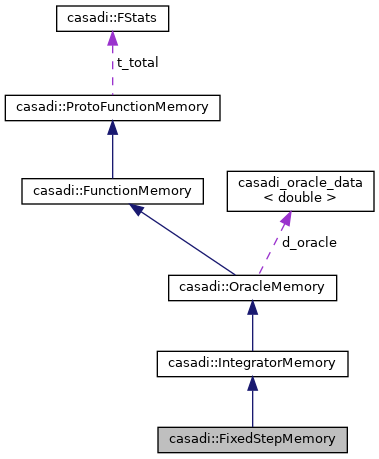 casadi::FStats
t_total
casadi::ProtoFunctionMemory
casadi::FunctionMemory
casadi_oracle_data
< double >
d_oracle
casadi::OracleMemory
casadi::IntegratorMemory
casadi::FixedStepMemory